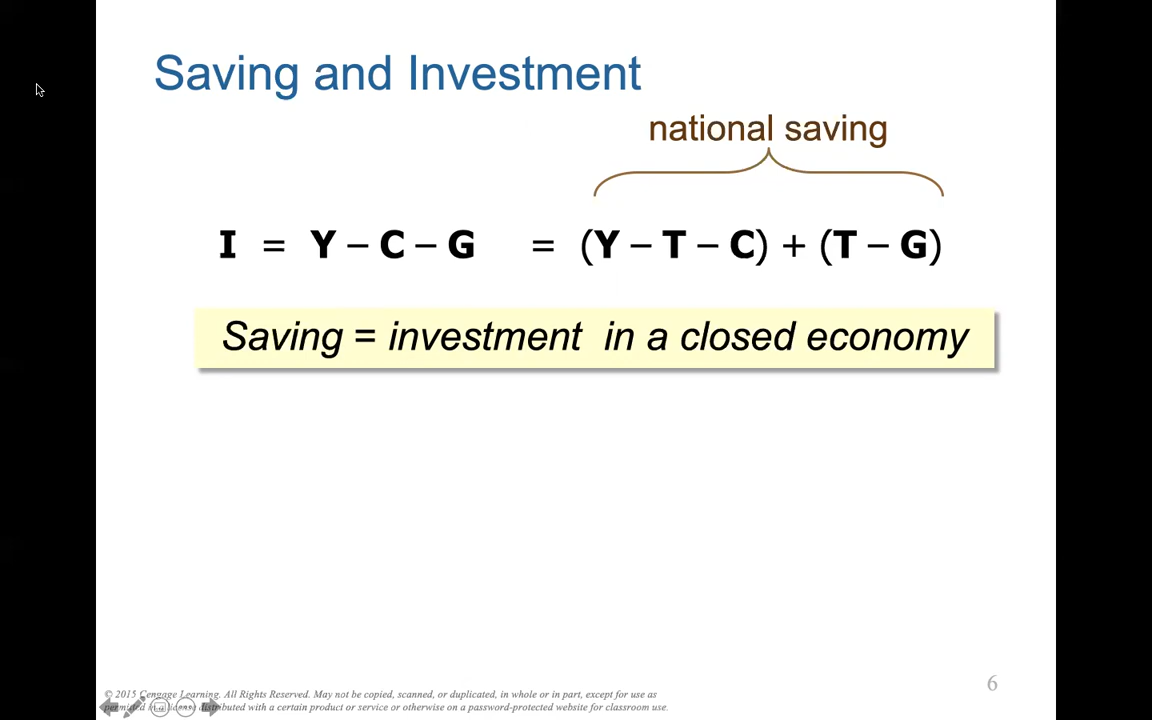 Saving and Investment
national saving
I = Y – C – G = (Y – T – C) + (T – G)
Saving = investment in a closed economy
© 2015 Cengage Learning. All Rights Reserved. May not be copied, scanned, or duplicated, in whole or in part, except for use as
permitted in a license distributed with a certain product or service or otherwise on a password-protected website for classroom use.
6